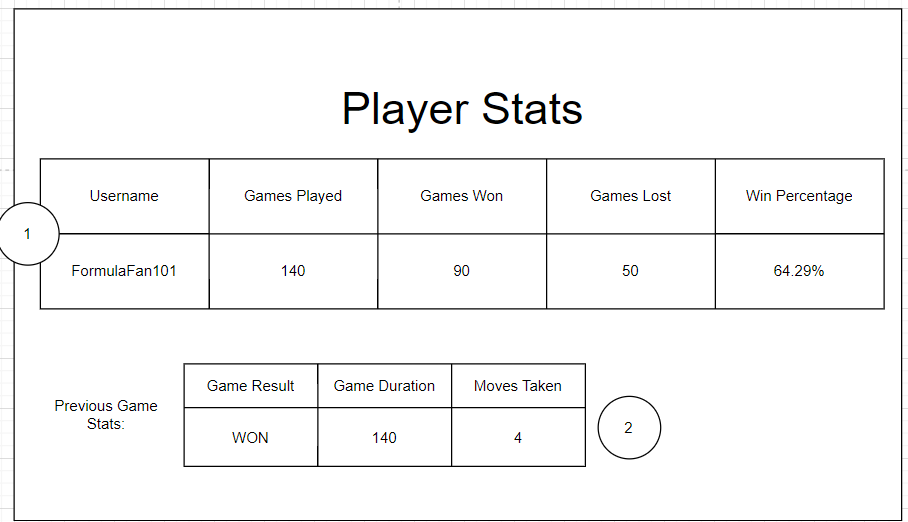 Player Stats
Username Games Played Games Won Games Lost Win Percentage
1
FormulaFan101 140 90 50 64.29%
Previous Game
Stats:
Game Result Game Duration Moves Taken
WON 140 4
2